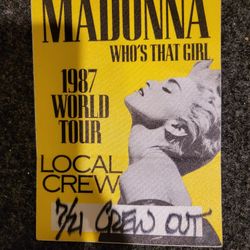 MADONNA
WHO'S THAT GIRL
1987
WORLD
TOUR
LOCAL
CREW
7/21 CREW OUT